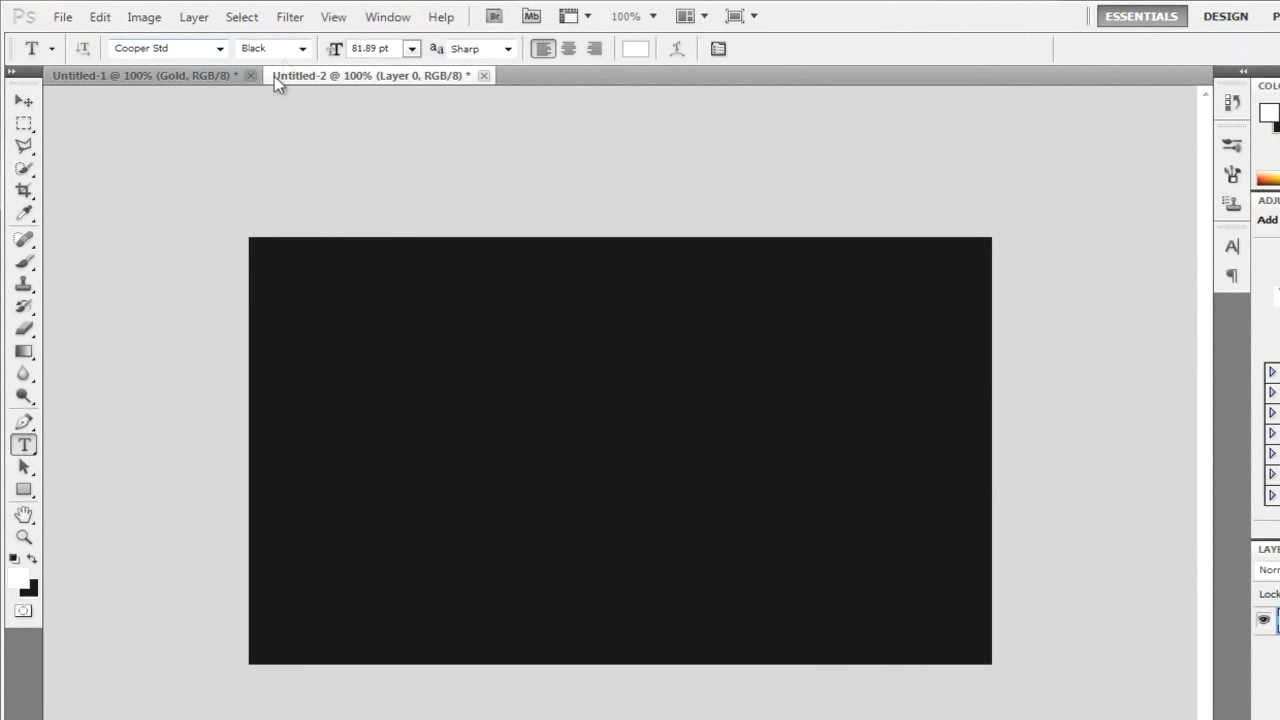 Ps File Edit Image Layer Select Filter View Window Help Br Mb 100% ESSENTIALS DESIGN
T Cooper Std Black 81.89 pt aa Sharp
Untitled-1 @ 100% (Gold, RGB/8) * Untitled-2 @ 100% (Layer 0, RGB/8) *
COLO
ADJU
Add
A
T
LAYE
Norn
Lock